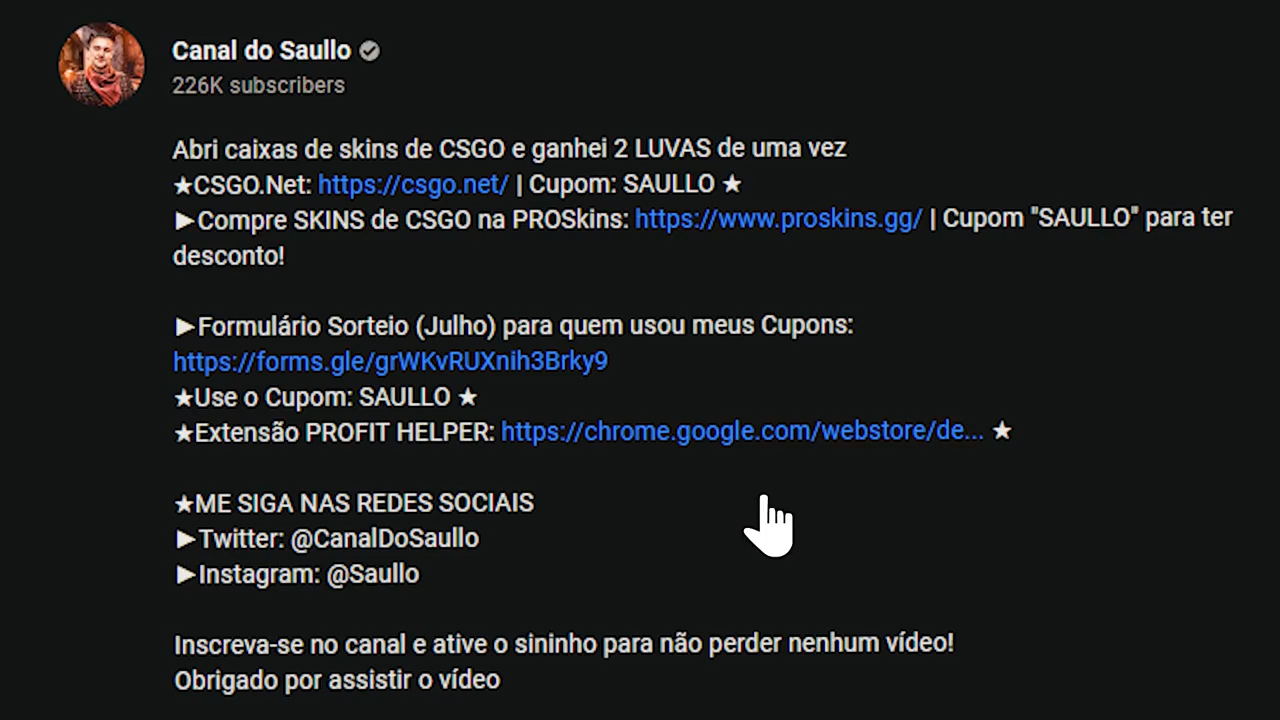 Canal do Saullo
226K subscribers
Abri caixas de skins de CSGO e ganhei 2 LUVAS de uma vez
★CSGO.Net: https://csgo.net/ | Cupom: SAULLO ★
►Compre SKINS de CSGO na PROSkins: https://www.proskins.gg/ | Cupom "SAULLO" para ter
desconto!
►Formulário Sorteio (Julho) para quem usou meus Cupons:
https://forms.gle/grWKvRUXnih3Brky9
★Use o Cupom: SAULLO ★
★Extensão PROFIT HELPER: https://chrome.google.com/webstore/de... ★
★ME SIGA NAS REDES SOCIAIS
►Twitter: @CanalDoSaullo
►Instagram: @Saullo
Inscreva-se no canal e ative o sininho para não perder nenhum vídeo!
Obrigado por assistir o vídeo